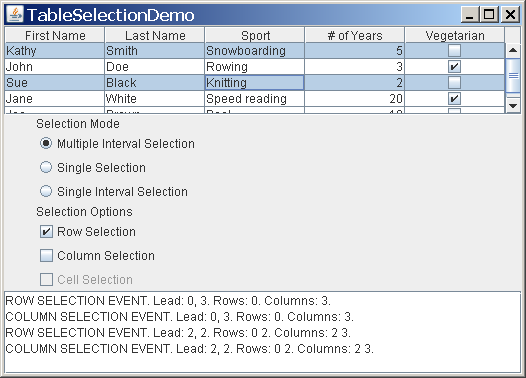 TableSelectionDemo
First Name Last Name Sport # of Years Vegetarian
Kathy Smith Snowboarding 5
John Doe Rowing 3
Sue Black Knitting 2
Jane White Speed reading 20
Selection Mode
Multiple Interval Selection
Single Selection
Single Interval Selection
Selection Options
Row Selection
Column Selection
Cell Selection
ROW SELECTION EVENT. Lead: 0, 3. Rows: 0. Columns: 3.
COLUMN SELECTION EVENT. Lead: 0, 3. Rows: 0. Columns: 3.
ROW SELECTION EVENT. Lead: 2, 2. Rows: 0 2. Columns: 2 3.
COLUMN SELECTION EVENT. Lead: 2, 2. Rows: 0 2. Columns: 2 3.